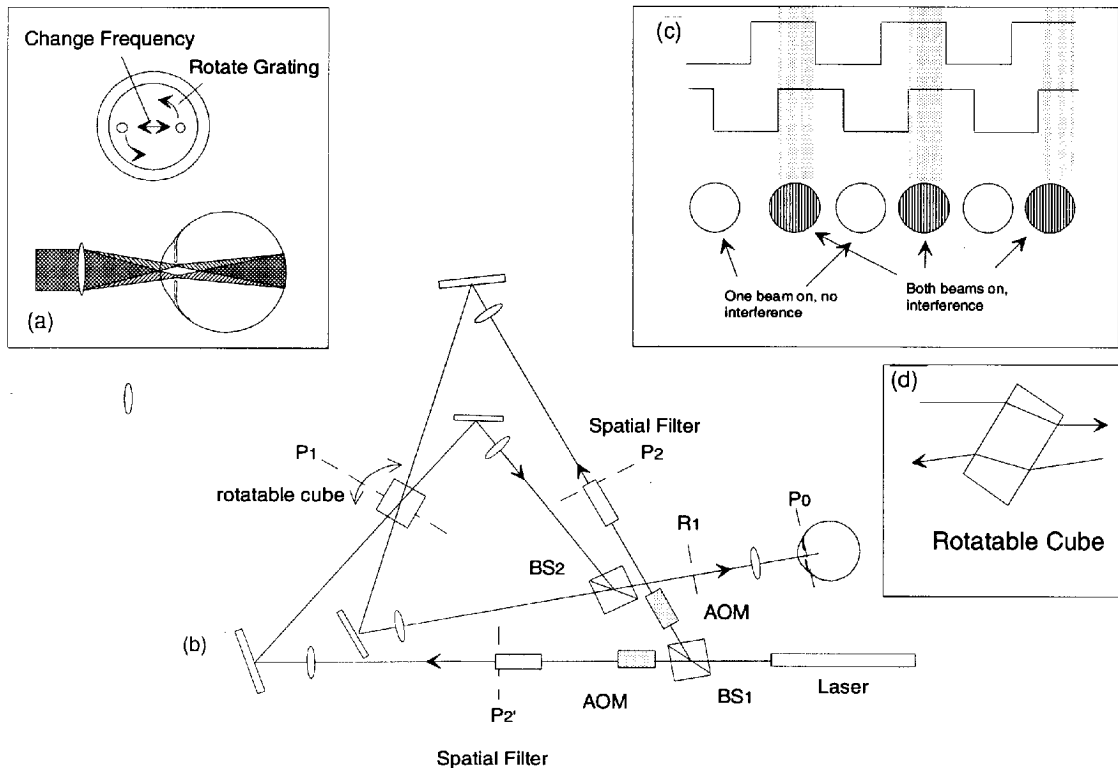 Change Frequency
Rotate Grating
(a)
(c)
One beam on, no
interference
Both beams on,
interference
(d)
Rotatable Cube
Spatial Filter
P1
P2
rotatable cube
P0
R1
BS2
AOM
(b)
AOM
BS1
Laser
P2'
Spatial Filter